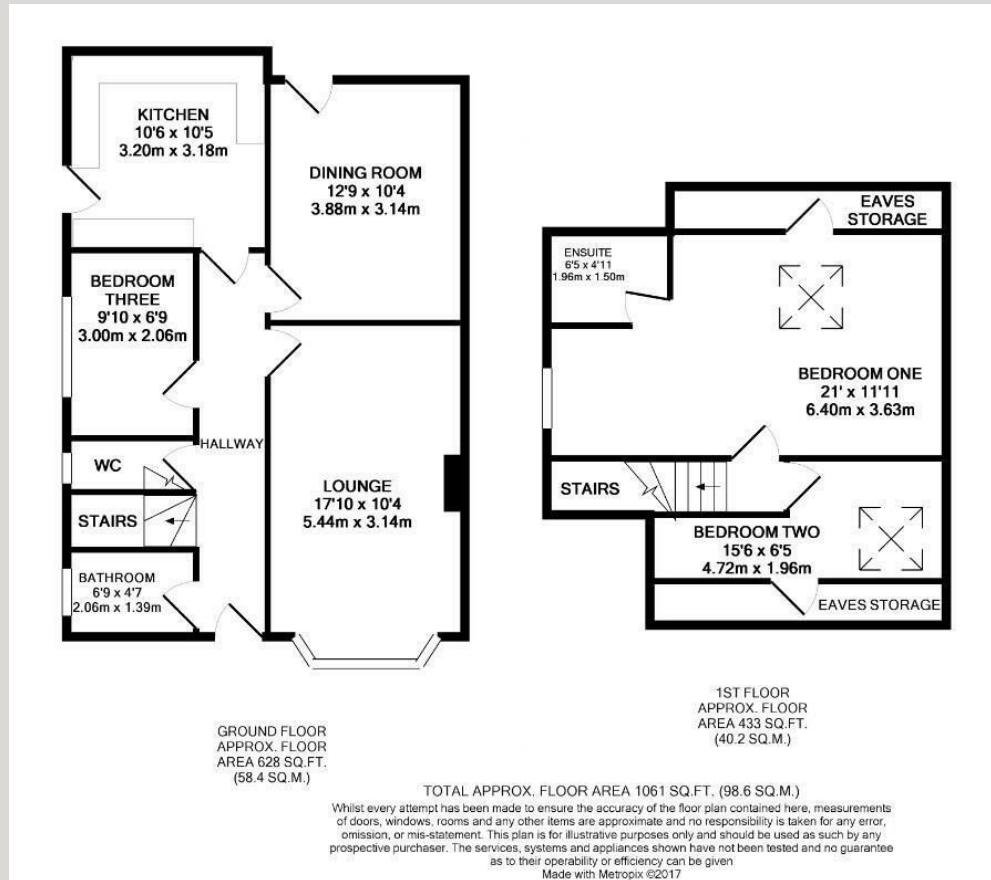 KITCHEN
10'6 x 10'5
3.20m x 3.18m
DINING ROOM
12'9 x 10'4
3.88m x 3.14m
BEDROOM
THREE
9'10 x 6'9
3.00m x 2.06m
HALLWAY
WC
STAIRS
LOUNGE
17'10 x 10'4
5.44m x 3.14m
BATHROOM
6'9 x 4'7
2.06m x 1.39m
GROUND FLOOR
APPROX. FLOOR
AREA 628 SQ.FT.
(58.4 SQ.M.)
EAVES
STORAGE
ENSUITE
6'5 x 4'11
1.96m x 1.50m
BEDROOM ONE
21' x 11'11
6.40m x 3.63m
STAIRS
BEDROOM TWO
15'6 x 6'5
4.72m x 1.96m
EAVES STORAGE
1ST FLOOR
APPROX. FLOOR
AREA 433 SQ.FT.
(40.2 SQ.M.)
TOTAL APPROX. FLOOR AREA 1061 SQ.FT. (98.6 SQ.M.)
Whilst every attempt has been made to ensure the accuracy of the floor plan contained here, measurements
of doors, windows, rooms and any other items are approximate and no responsibility is taken for any error,
omission, or mis-statement. This plan is for illustrative purposes only and should be used as such by any
prospective purchaser. The services, systems and appliances shown have not been tested and no guarantee
as to their operability or efficiency can be given
Made with Metropix ©2017